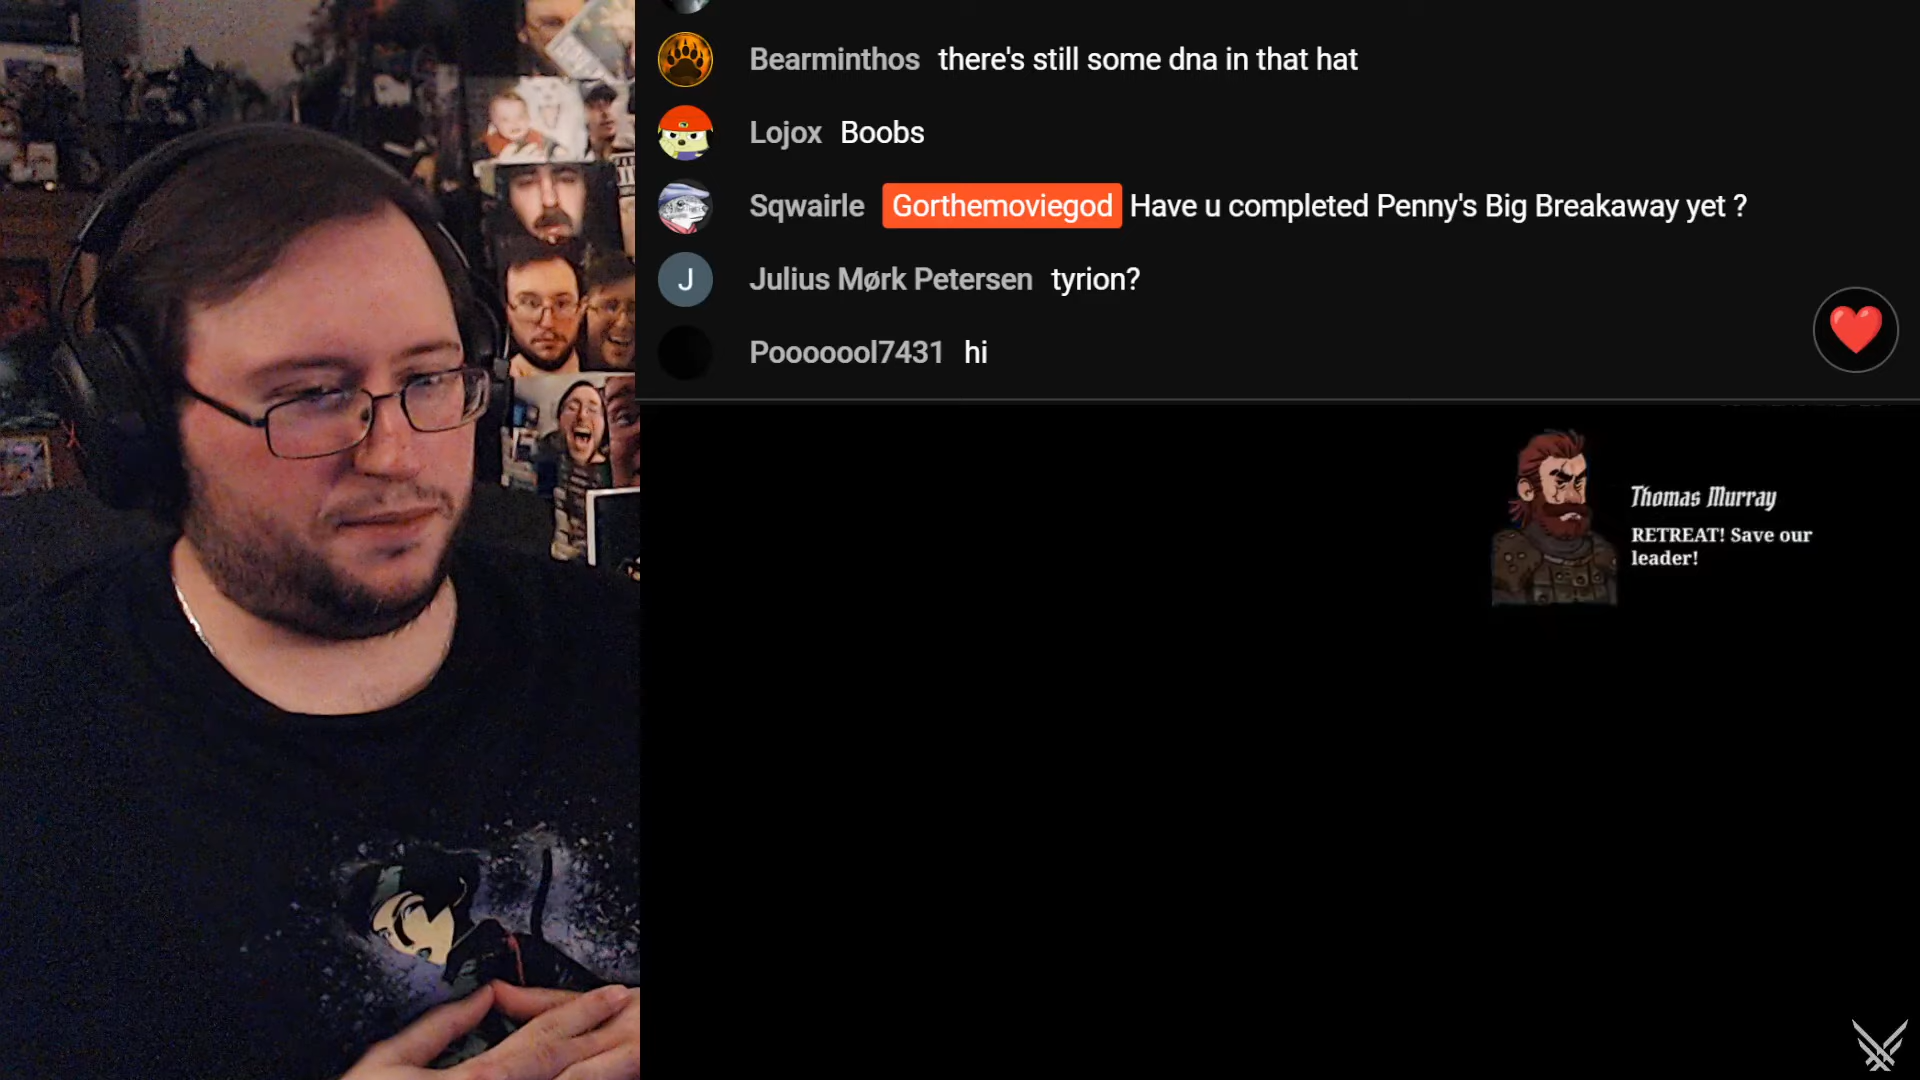 Bearminthos there's still some dna in that hat
Lojox Boobs
Sqwairle Gorthemoviegod Have u completed Penny's Big Breakaway yet ?
J Julius Mørk Petersen tyrion?
Pooooool7431 hi
Thomas Murray
RETREAT! Save our
leader!